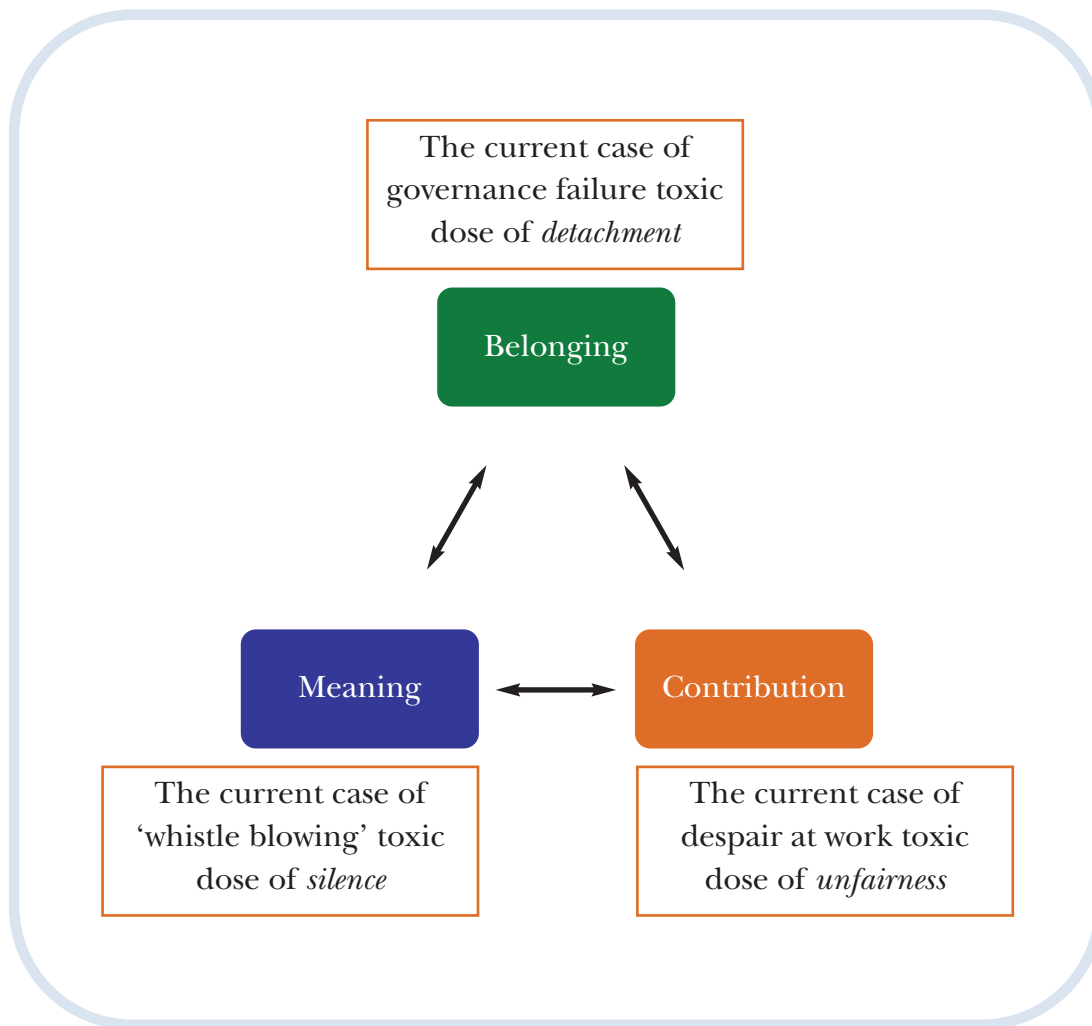 The current case of
governance failure toxic
dose of detachment
Belonging
Meaning
Contribution
The current case of
‘whistle blowing’ toxic
dose of silence
The current case of
despair at work toxic
dose of unfairness